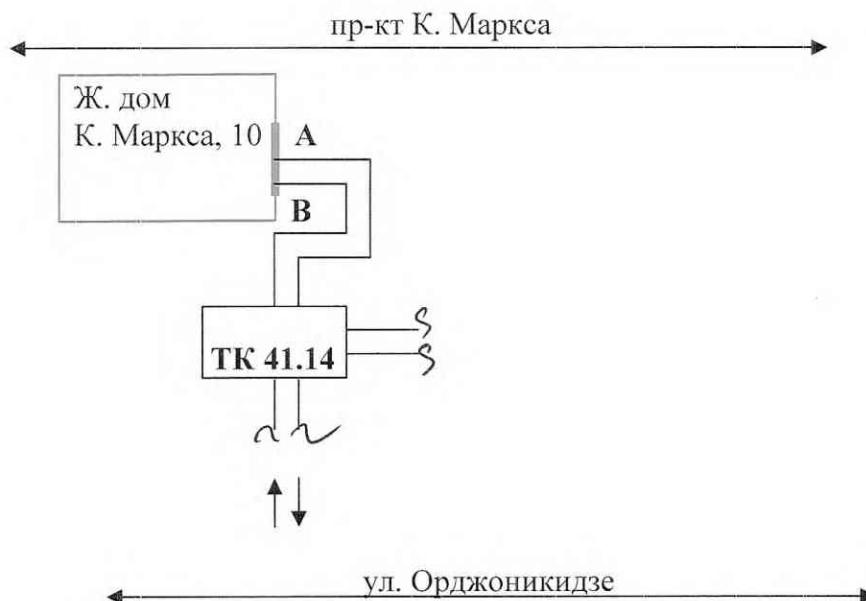 пр-кт К. Маркса
Ж. дом
К. Маркса, 10
А
В
ТК 41.14
ул. Орджоникидзе